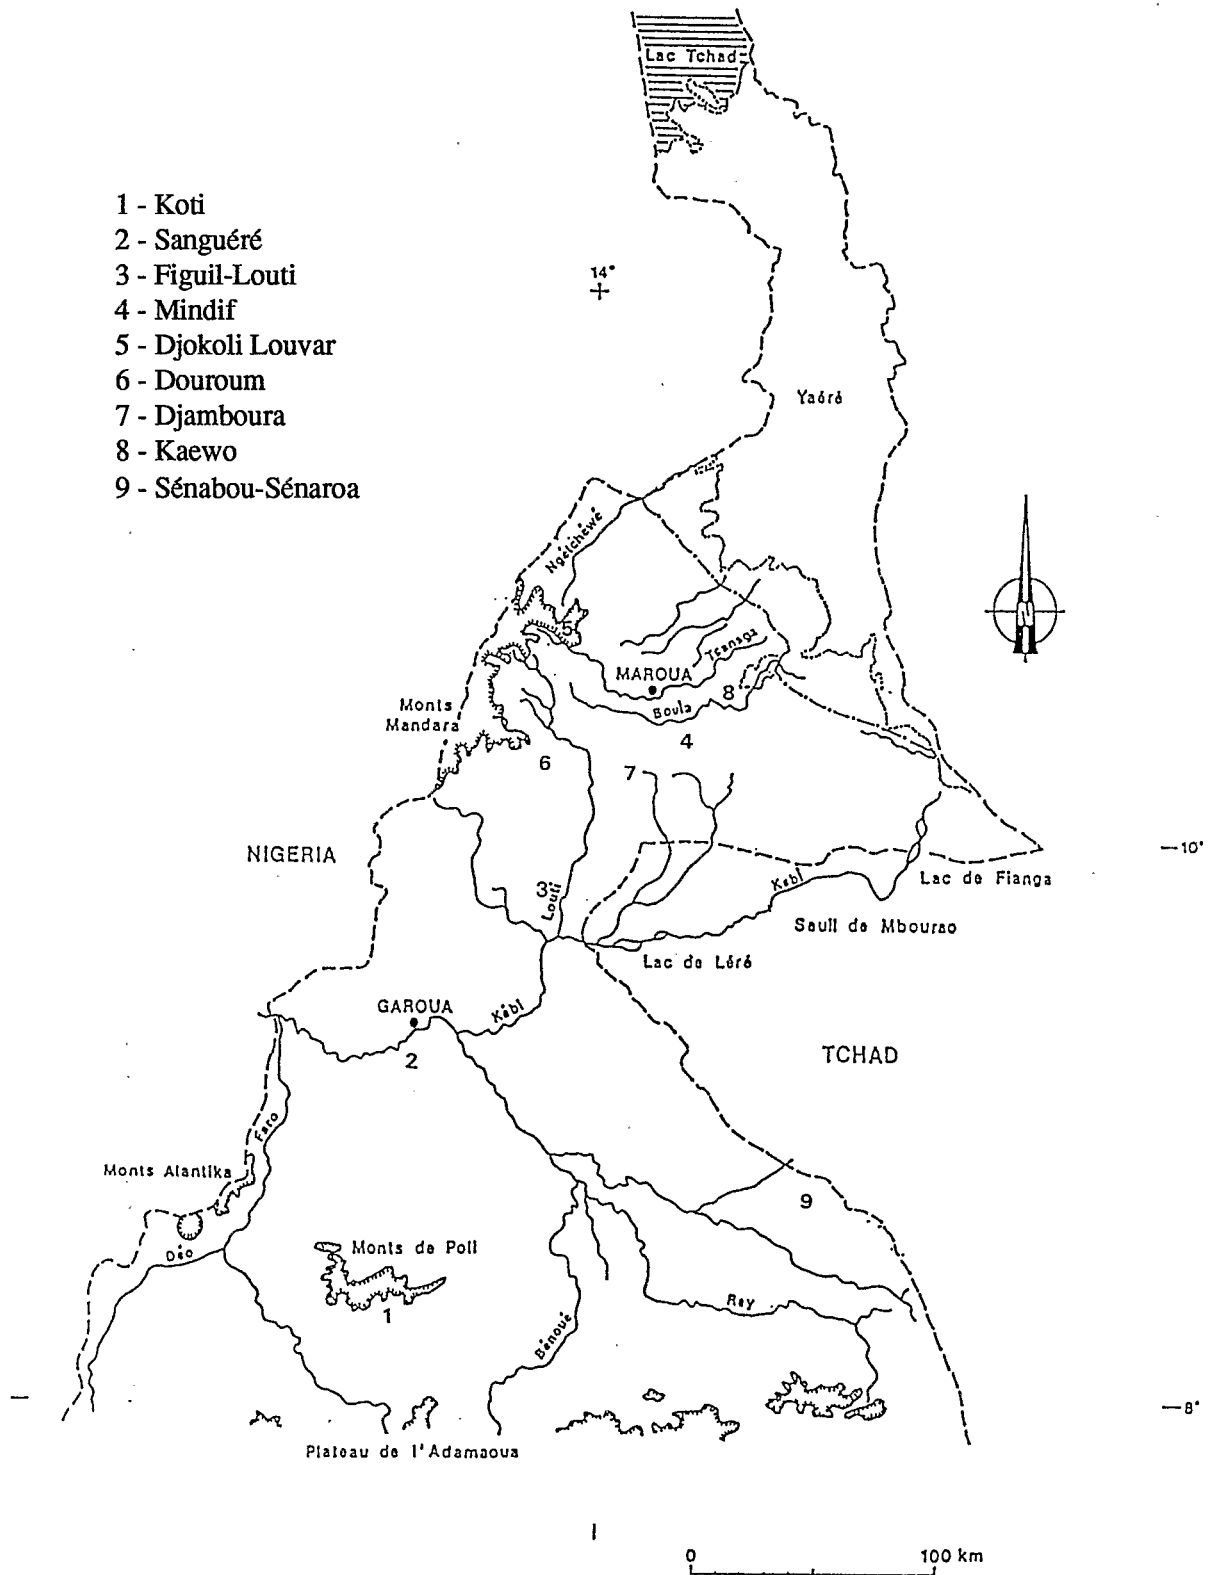 Lac Tchad
1 - Koti
2 - Sanguéré
3 - Figuil-Louti
4 - Mindif
5 - Djokoli Louvar
6 - Douroum
7 - Djamboura
8 - Kaewo
9 - Sénabou-Sénaroa
14°
Yaéré
Ngétchéwé
5
Tsanaga
MAROUA
8
Boula
Monts
Mandara
4
6
7
NIGERIA
10°
3
Louti
Kébi
Lac de Fianga
Seuil de Mbourao
Lac de Léré
GAROUA
Kébi
2
TCHAD
Faro
Monts Alantika
9
Déo
Monts de Poli
1
Bénoué
Rey
8°
Plateau de l'Adamaoua
0
100 km